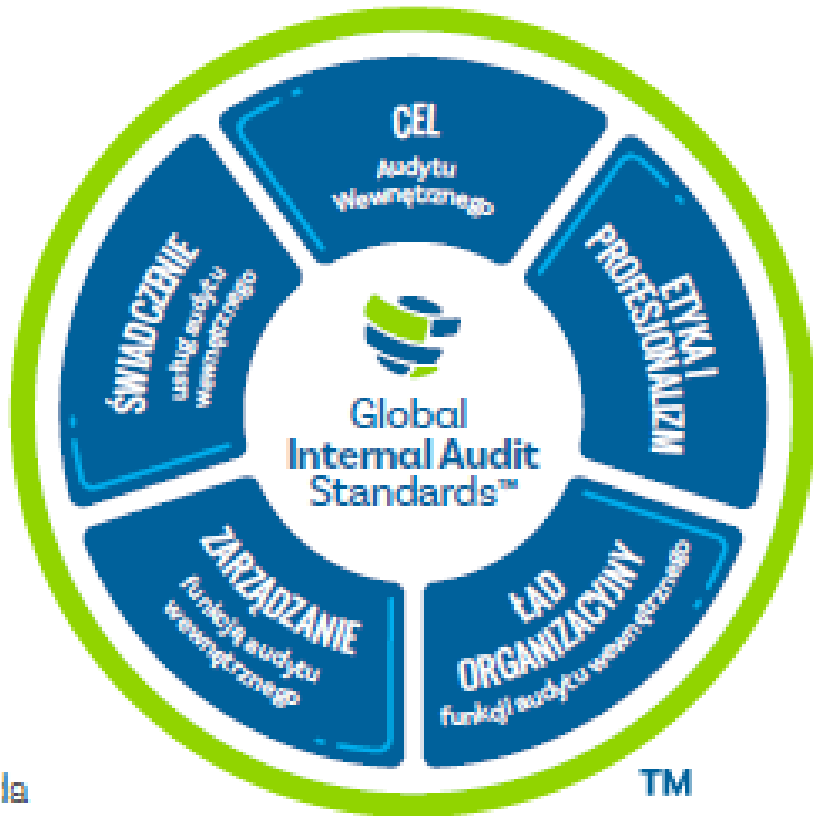 CEL
Audytu
Wewnętrznego
ETYKA I
PROFESJONALIZM
ŁAD
ORGANIZACYJNY
funkcji audytu wewnętrznego
ZARZĄDZANIE
funkcją audytu
wewnętrznego
ŚWIADCZENIE
usług audytu
wewnętrznego
Global
Internal Audit
Standards™
TM